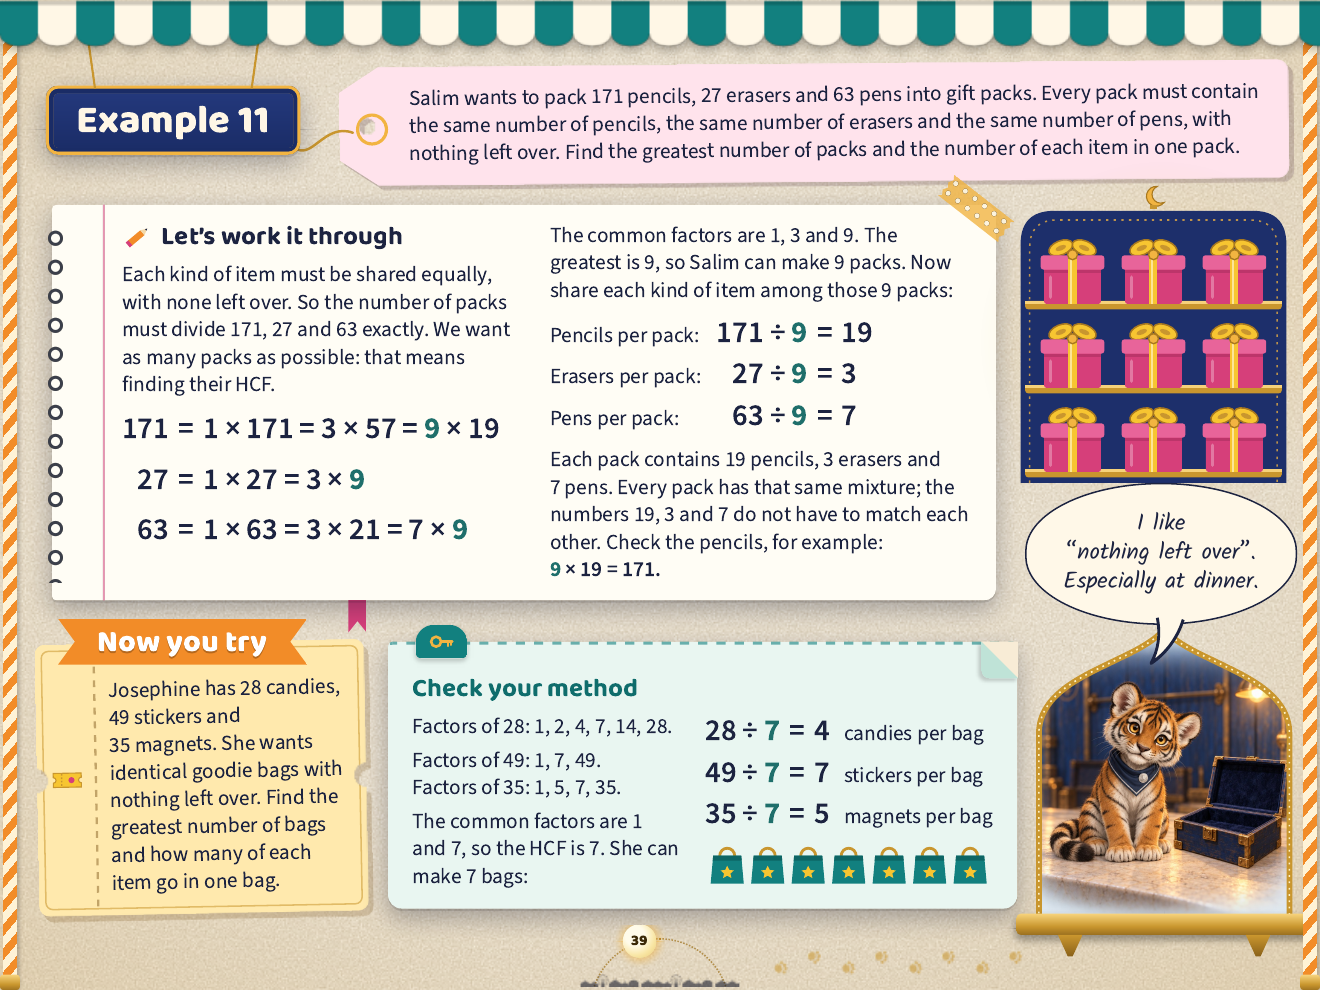 Example 11
Salim wants to pack 171 pencils, 27 erasers and 63 pens into gift packs. Every pack must contain
the same number of pencils, the same number of erasers and the same number of pens, with
nothing left over. Find the greatest number of packs and the number of each item in one pack.
Let's work it through
Each kind of item must be shared equally,
with none left over. So the number of packs
must divide 171, 27 and 63 exactly. We want
as many packs as possible: that means
finding their HCF.
171 = 1 × 171 = 3 × 57 = 9 × 19
27 = 1 × 27 = 3 × 9
63 = 1 × 63 = 3 × 21 = 7 × 9
The common factors are 1, 3 and 9. The
greatest is 9, so Salim can make 9 packs. Now
share each kind of item among those 9 packs:
Pencils per pack: 171 ÷ 9 = 19
Erasers per pack: 27 ÷ 9 = 3
Pens per pack: 63 ÷ 9 = 7
Each pack contains 19 pencils, 3 erasers and
7 pens. Every pack has that same mixture; the
numbers 19, 3 and 7 do not have to match each
other. Check the pencils, for example:
9 × 19 = 171.
I like
“nothing left over”.
Especially at dinner.
Now you try
Josephine has 28 candies,
49 stickers and
35 magnets. She wants
identical goodie bags with
nothing left over. Find the
greatest number of bags
and how many of each
item go in one bag.
Check your method
Factors of 28: 1, 2, 4, 7, 14, 28.
Factors of 49: 1, 7, 49.
Factors of 35: 1, 5, 7, 35.
The common factors are 1
and 7, so the HCF is 7. She can
make 7 bags:
28 ÷ 7 = 4 candies per bag
49 ÷ 7 = 7 stickers per bag
35 ÷ 7 = 5 magnets per bag
39